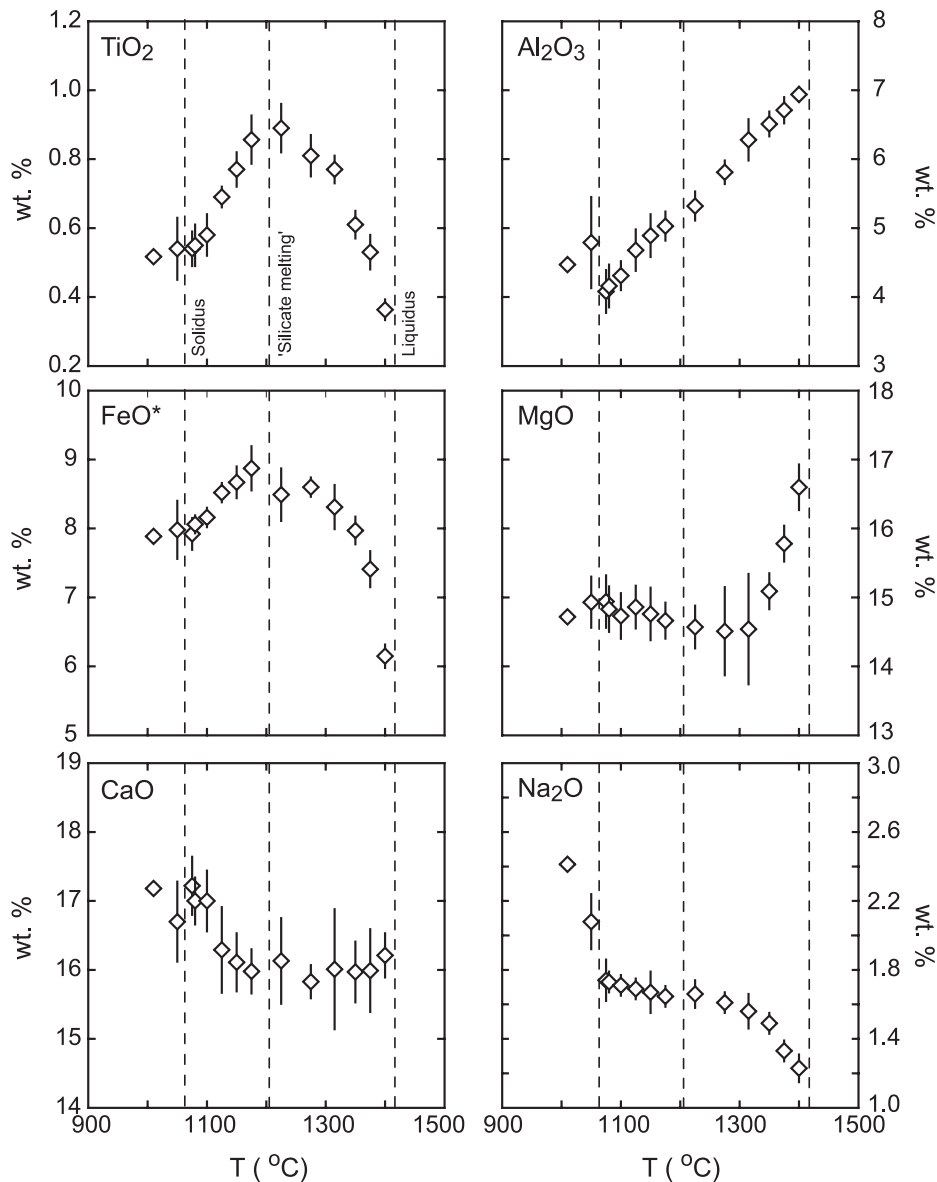 TiO2
Al2O3
1.2
1.0
0.8
0.6
0.4
0.2
wt. %
Solidus
'Silicate melting'
Liquidus
8
7
6
5
4
3
wt. %
FeO*
MgO
10
9
8
7
6
5
wt. %
18
17
16
15
14
13
wt. %
CaO
Na2O
19
18
17
16
15
14
wt. %
3.0
2.6
2.2
1.8
1.4
1.0
wt. %
900 1100 1300 1500
900 1100 1300 1500
T ( oC)
T ( oC)